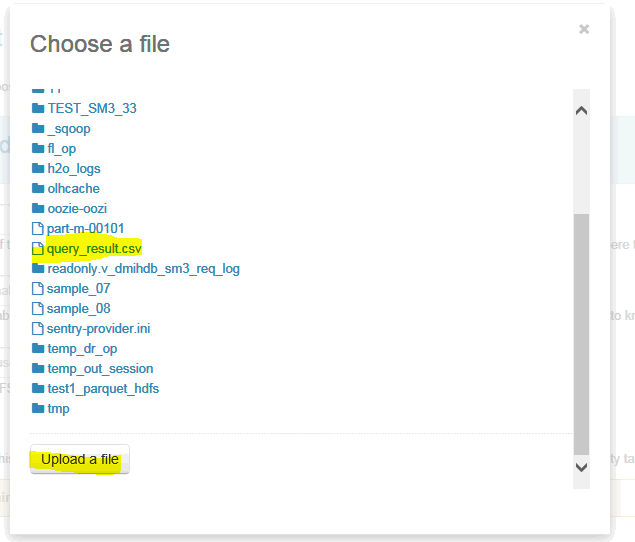 Choose a file
TEST_SM3_33
_sqoop
fl_op
h2o_logs
olhcache
oozie-oozi
part-m-00101
query_result.csv
readonly.v_dmihdb_sm3_req_log
sample_07
sample_08
sentry-provider.ini
temp_dr_op
temp_out_session
test1_parquet_hdfs
tmp
Upload a file